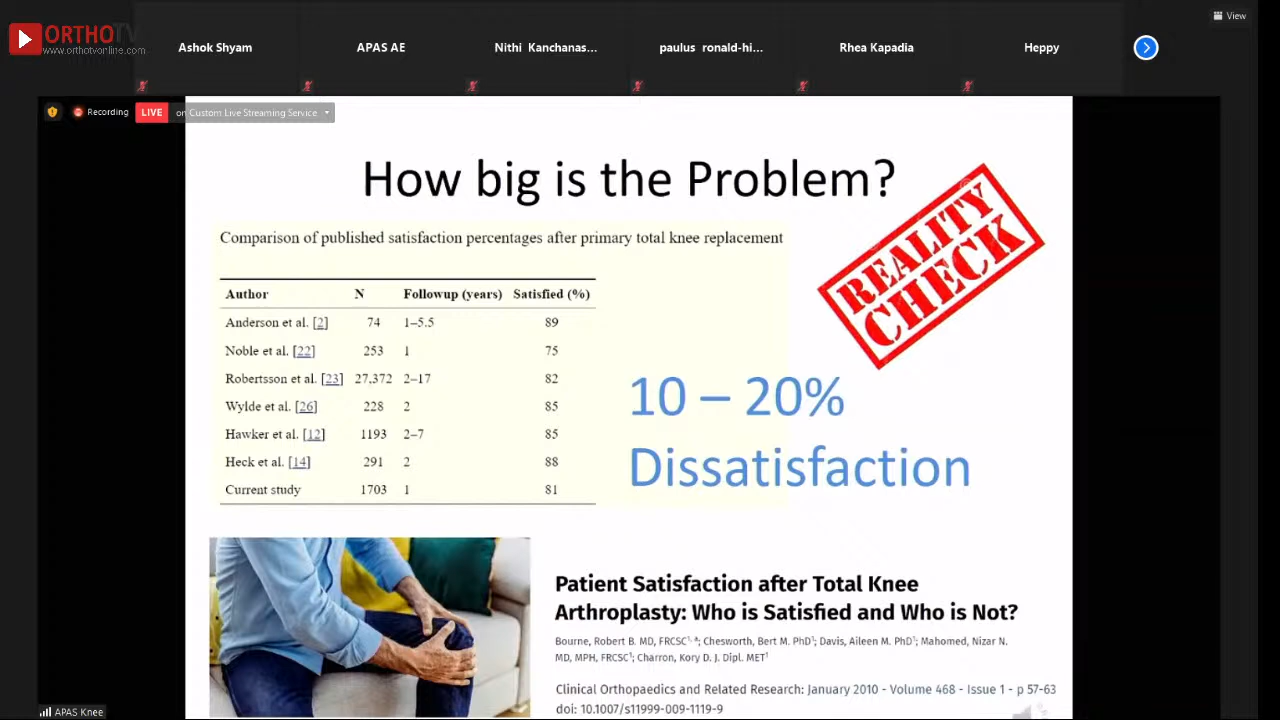 ORTHOTV
www.orthotvonline.com
Ashok Shyam
APAS AE
Nithi Kanchanas...
paulus ronald-hi...
Rhea Kapadia
Heppy
View
Recording
LIVE
on Custom Live Streaming Service
How big is the Problem?
REALITY
CHECK
Comparison of published satisfaction percentages after primary total knee replacement
Author N Followup (years) Satisfied (%)
Anderson et al. [2] 74 1–5.5 89
Noble et al. [22] 253 1 75
Robertsson et al. [23] 27,372 2–17 82
Wylde et al. [26] 228 2 85
Hawker et al. [12] 1193 2–7 85
Heck et al. [14] 291 2 88
Current study 1703 1 81
10 – 20%
Dissatisfaction
Patient Satisfaction after Total Knee
Arthroplasty: Who is Satisfied and Who is Not?
Bourne, Robert B. MD, FRCSC1, a; Chesworth, Bert M. PhD1; Davis, Aileen M. PhD1; Mahomed, Nizar N.
MD, MPH, FRCSC1; Charron, Kory D. J. Dipl. MET1
Clinical Orthopaedics and Related Research: January 2010 - Volume 468 - Issue 1 - p 57-63
doi: 10.1007/s11999-009-1119-9
APAS Knee